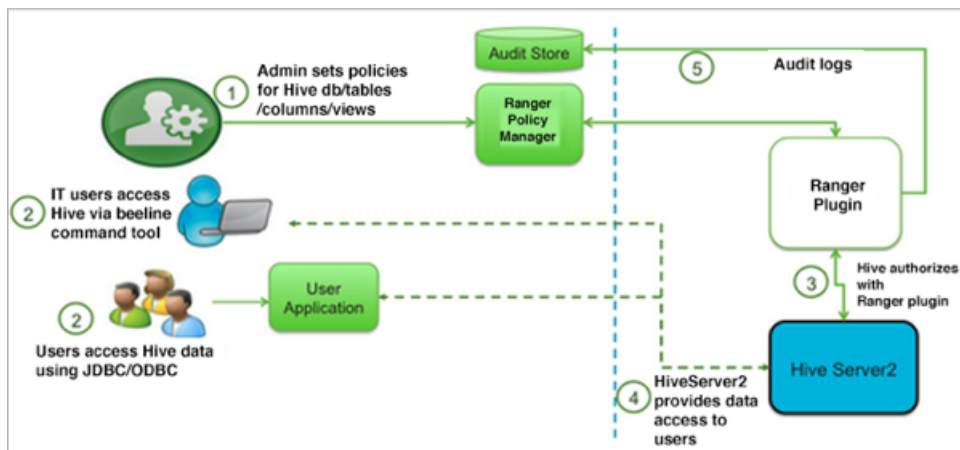 Audit Store
5
Audit logs
1
Admin sets policies
for Hive db/tables
/columns/views
Ranger
Policy
Manager
Ranger
Plugin
2
IT users access
Hive via beeline
command tool
User
Application
3
Hive authorizes
with
Ranger plugin
2
Users access Hive data
using JDBC/ODBC
4
HiveServer2
provides data
access to
users
Hive Server2